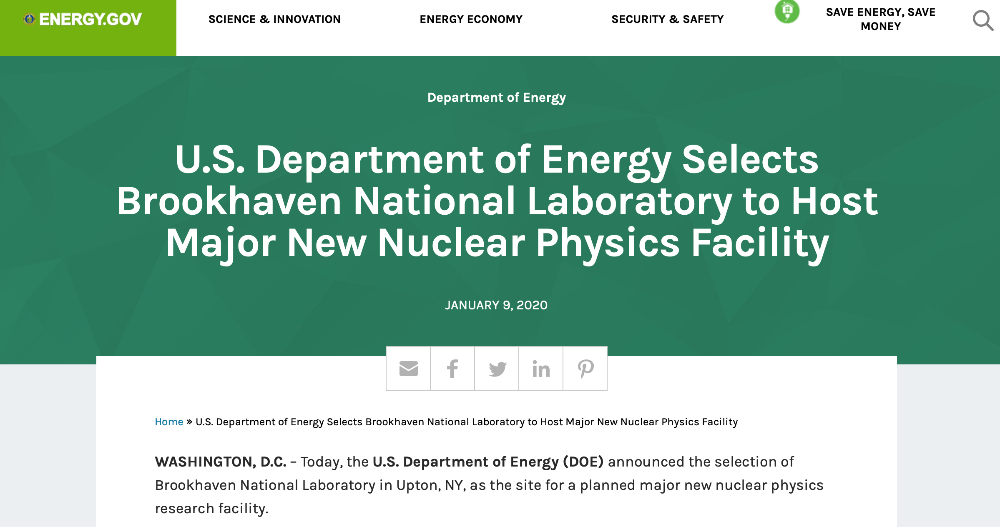 ENERGY.GOV
SCIENCE & INNOVATION
ENERGY ECONOMY
SECURITY & SAFETY
SAVE ENERGY, SAVE
MONEY
Department of Energy
U.S. Department of Energy Selects
Brookhaven National Laboratory to Host
Major New Nuclear Physics Facility
JANUARY 9, 2020
Home » U.S. Department of Energy Selects Brookhaven National Laboratory to Host Major New Nuclear Physics Facility
WASHINGTON, D.C. – Today, the U.S. Department of Energy (DOE) announced the selection of
Brookhaven National Laboratory in Upton, NY, as the site for a planned major new nuclear physics
research facility.